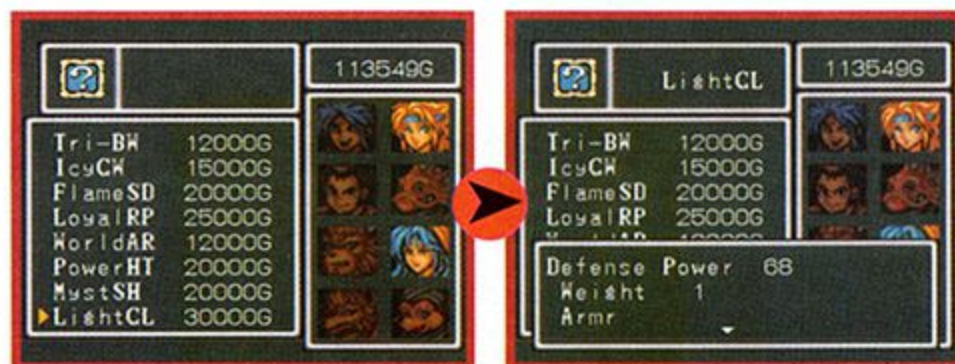 113549G
Tri-BW 12000G
IcyCW 15000G
FlameSD 20000G
LoyalRP 25000G
WorldAR 12000G
PowerHT 20000G
MystSH 20000G
LightCL 30000G
LightCL
113549G
Tri-BW 12000G
IcyCW 15000G
FlameSD 20000G
LoyalRP 25000G
Defense Power 68
Weight 1
Armr